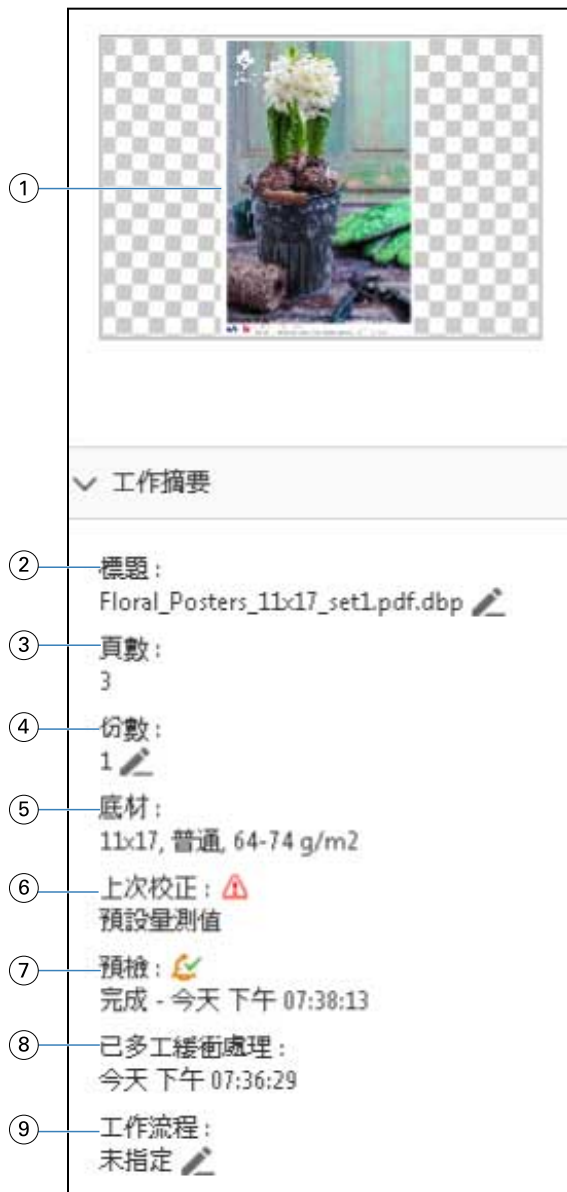 ①
工作摘要
② 標題：
Floral_Posters_11x17_set1.pdf.dbp
③ 頁數：
3
④ 份數：
1
⑤ 底材：
11x17, 普通, 64-74 g/m2
⑥ 上次校正：
預設量測值
⑦ 預檢：
完成 - 今天 下午 07:38:13
⑧ 已多工緩衝處理：
今天 下午 07:36:29
⑨ 工作流程：
未指定